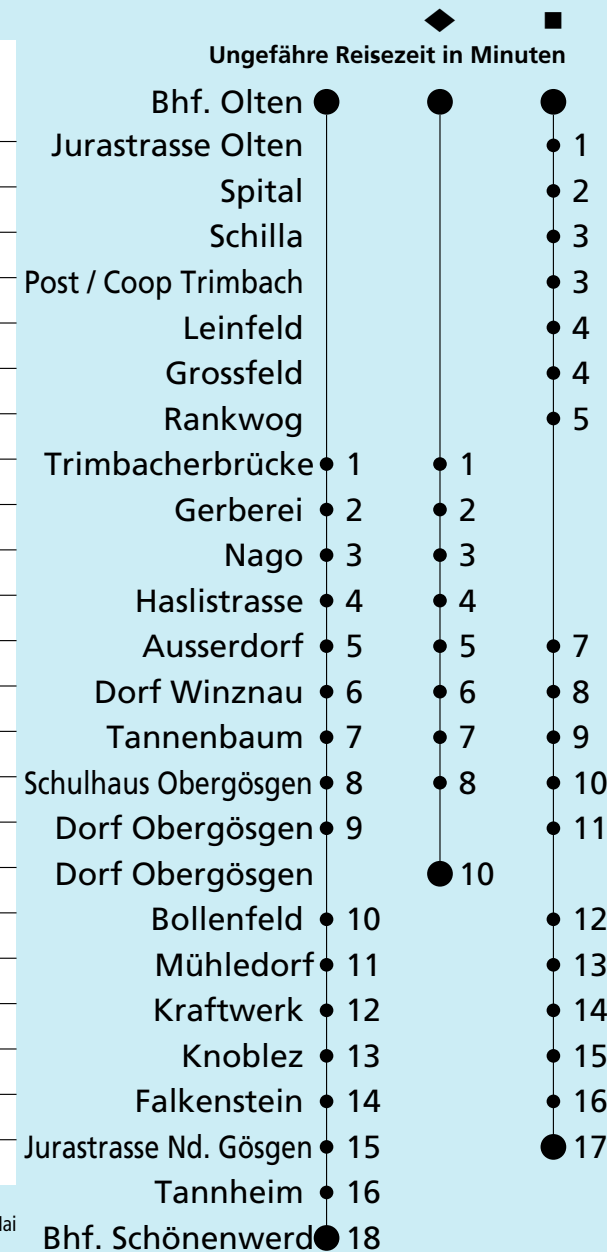 Ungefähre Reisezeit in Minuten
Bhf. Olten
Jurastrasse Olten 1
Spital 2
Schilla 3
Post / Coop Trimbach 3
Leinfeld 4
Grossfeld 4
Rankwog 5
Trimbacherbrücke 1 1
Gerberei 2 2
Nago 3 3
Haslistrasse 4 4
Ausserdorf 5 5 7
Dorf Winznau 6 6 8
Tannenbaum 7 7 9
Schulhaus Obergösgen 8 8 10
Dorf Obergösgen 9 11
Dorf Obergösgen 10
Bollenfeld 10 12
Mühledorf 11 13
Kraftwerk 12 14
Knoblez 13 15
Falkenstein 14 16
Jurastrasse Nd. Gösgen 15 17
Tannheim 16
Bhf. Schönenwerd 18